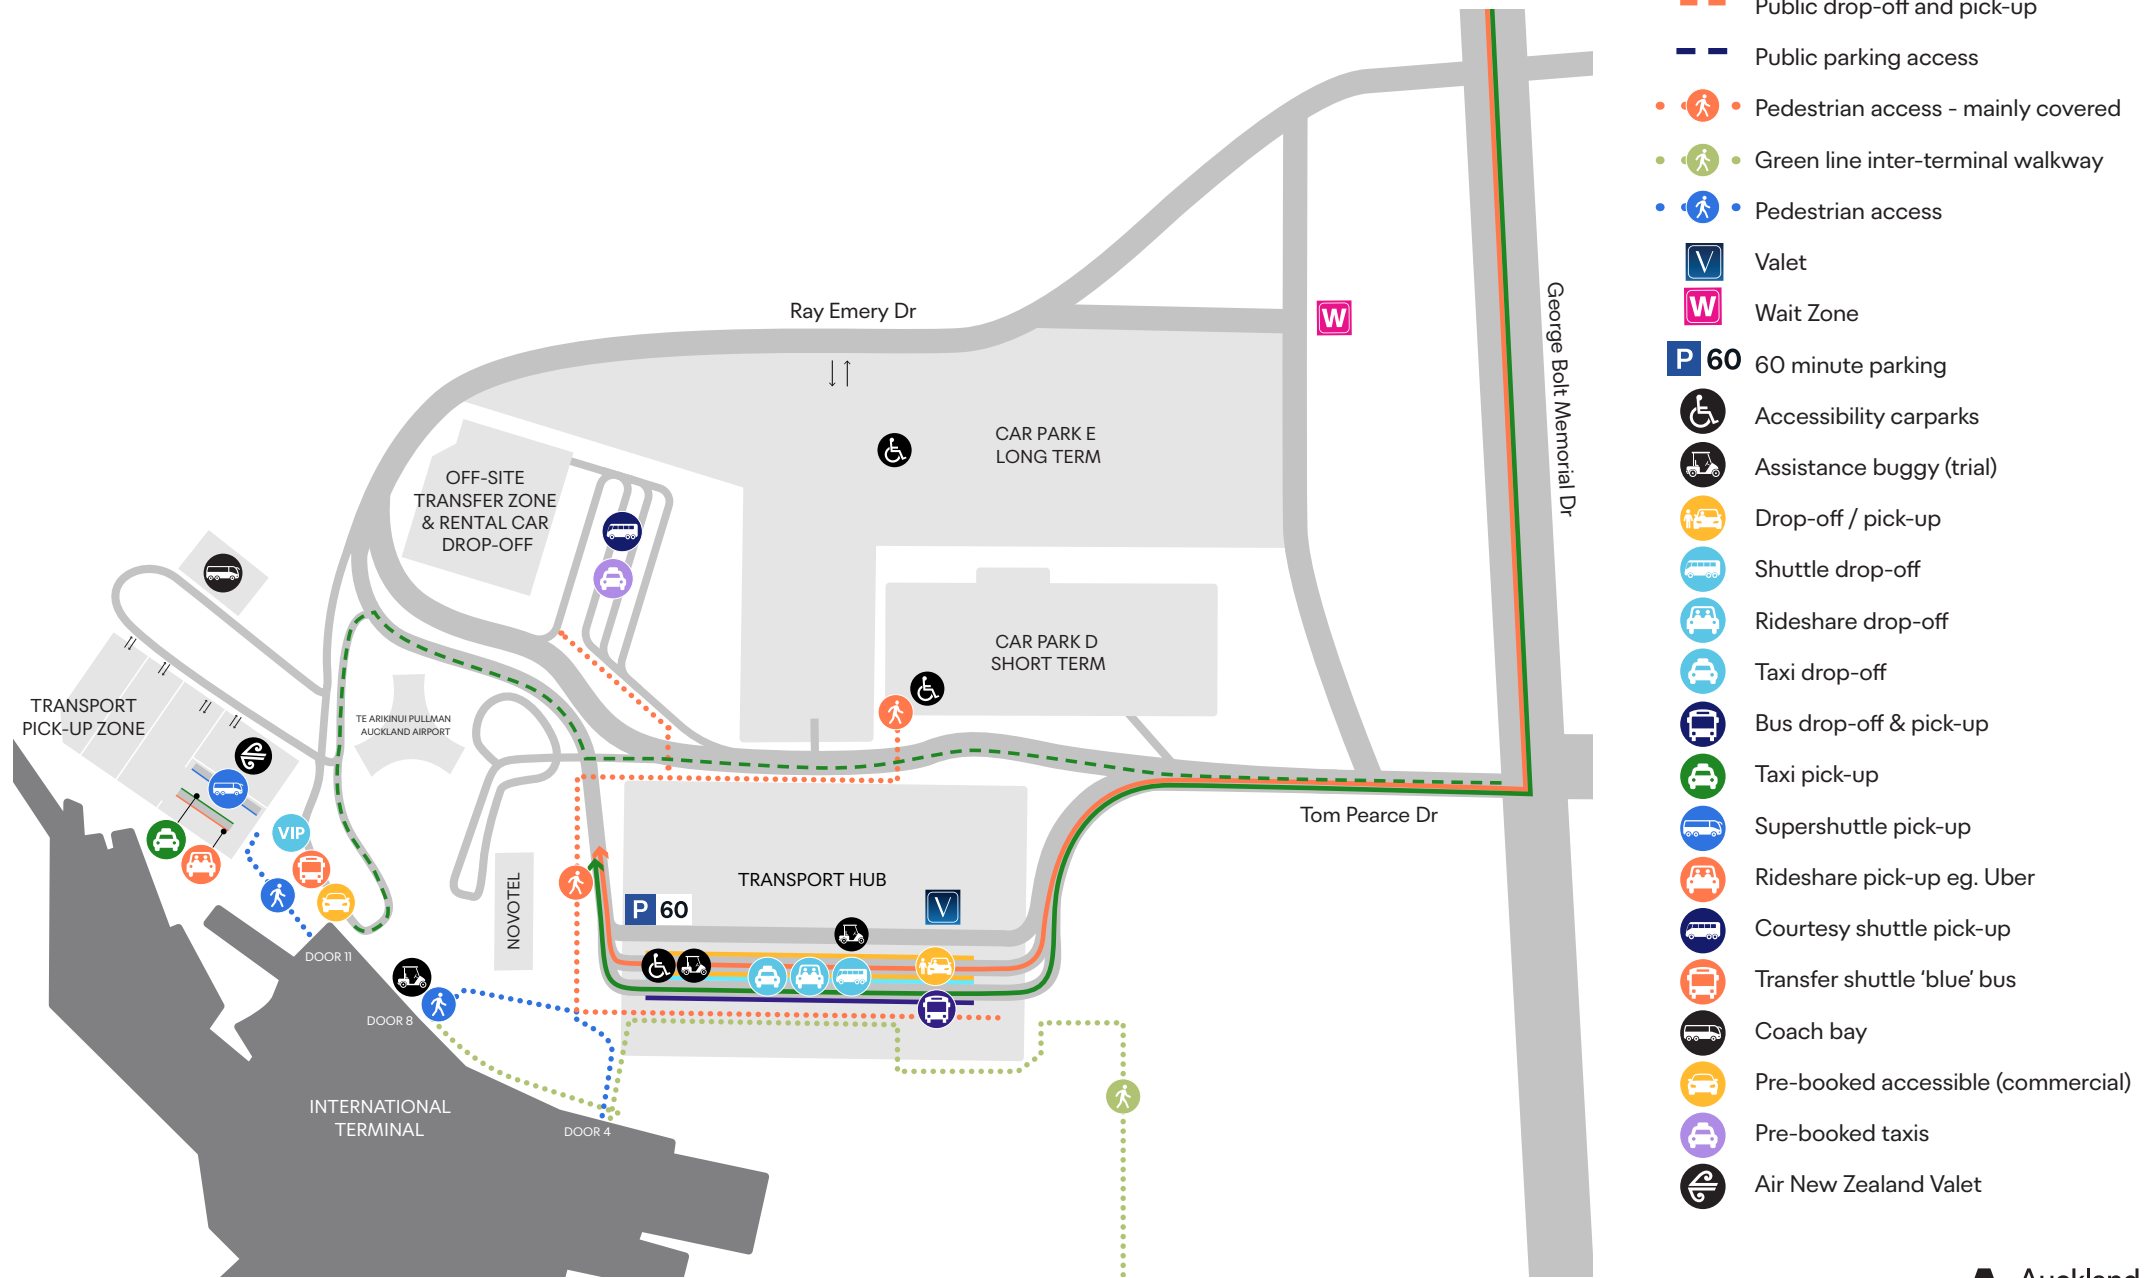 Public drop-off and pick-up
Public parking access
Pedestrian access - mainly covered
Green line inter-terminal walkway
Pedestrian access
V
Valet
W
Wait Zone
P 60
60 minute parking
Accessibility carparks
Assistance buggy (trial)
Drop-off / pick-up
Shuttle drop-off
Rideshare drop-off
Taxi drop-off
Bus drop-off & pick-up
Taxi pick-up
Supershuttle pick-up
Rideshare pick-up eg. Uber
Courtesy shuttle pick-up
Transfer shuttle ‘blue’ bus
Coach bay
Pre-booked accessible (commercial)
Pre-booked taxis
Air New Zealand Valet
Auckland
Ray Emery Dr
W
George Bolt Memorial Dr
CAR PARK E
LONG TERM
OFF-SITE
TRANSFER ZONE
& RENTAL CAR
DROP-OFF
CAR PARK D
SHORT TERM
TRANSPORT
PICK-UP ZONE
TE ARIKINUI PULLMAN
AUCKLAND AIRPORT
VIP
Tom Pearce Dr
TRANSPORT HUB
P 60
V
NOVOTEL
DOOR 11
DOOR 8
INTERNATIONAL
TERMINAL
DOOR 4